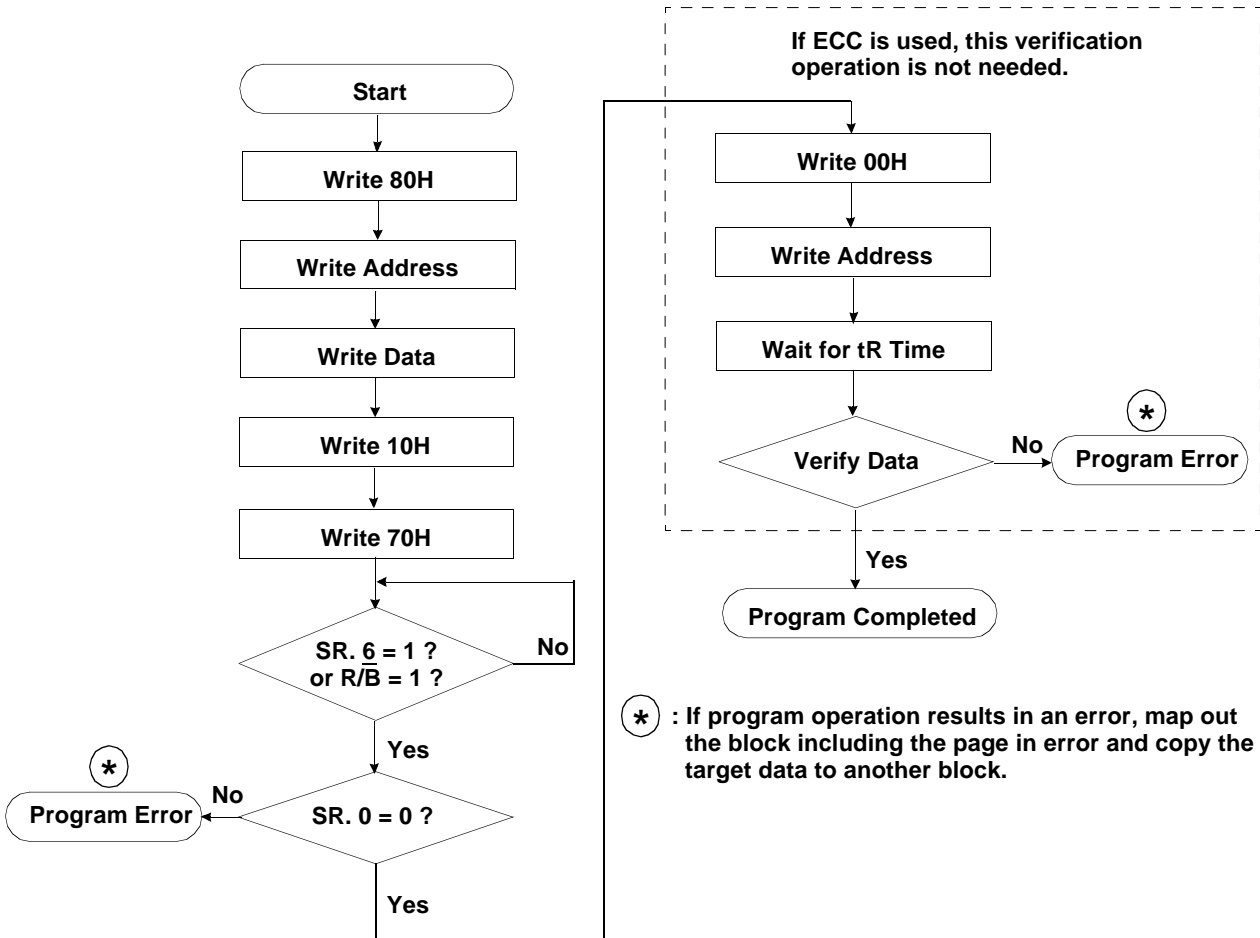 Start
Write 80H
Write Address
Write Data
Write 10H
Write 70H
SR. 6 = 1 ?
or R/B = 1 ?
No
Yes
*
No
Program Error
SR. 0 = 0 ?
Yes
If ECC is used, this verification
operation is not needed.
Write 00H
Write Address
Wait for tR Time
*
Verify Data
No
Program Error
Yes
Program Completed
* : If program operation results in an error, map out
the block including the page in error and copy the
target data to another block.